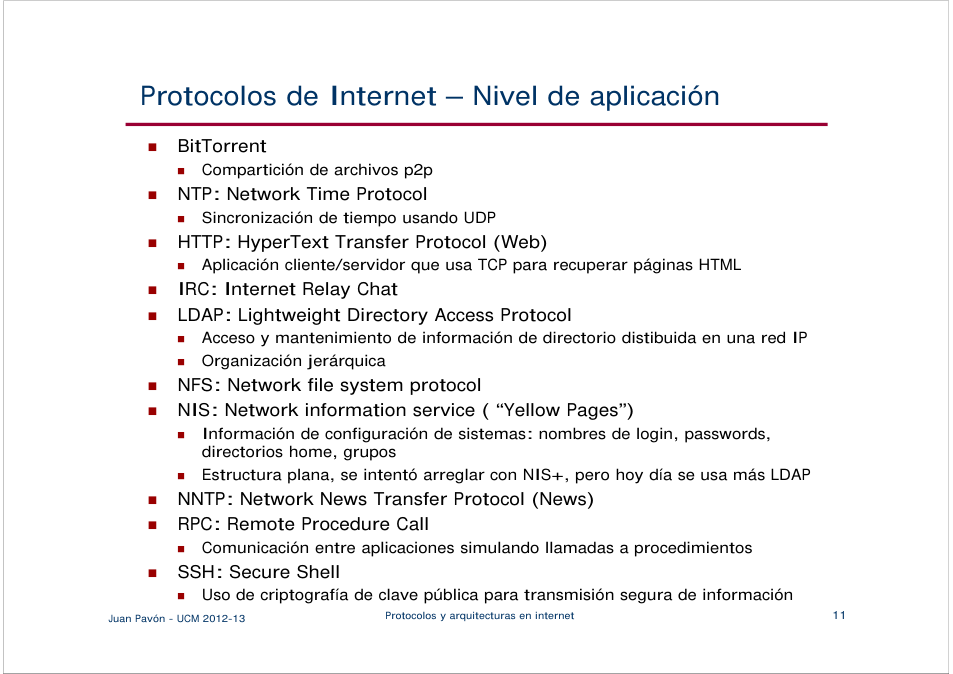 Protocolos de Internet – Nivel de aplicación
BitTorrent
Compartición de archivos p2p
NTP: Network Time Protocol
Sincronización de tiempo usando UDP
HTTP: HyperText Transfer Protocol (Web)
Aplicación cliente/servidor que usa TCP para recuperar páginas HTML
IRC: Internet Relay Chat
LDAP: Lightweight Directory Access Protocol
Acceso y mantenimiento de información de directorio distibuida en una red IP
Organización jerárquica
NFS: Network file system protocol
NIS: Network information service ( “Yellow Pages”)
Información de configuración de sistemas: nombres de login, passwords,
directorios home, grupos
Estructura plana, se intentó arreglar con NIS+, pero hoy día se usa más LDAP
NNTP: Network News Transfer Protocol (News)
RPC: Remote Procedure Call
Comunicación entre aplicaciones simulando llamadas a procedimientos
SSH: Secure Shell
Uso de criptografía de clave pública para transmisión segura de información
Juan Pavón - UCM 2012-13
Protocolos y arquitecturas en internet
11